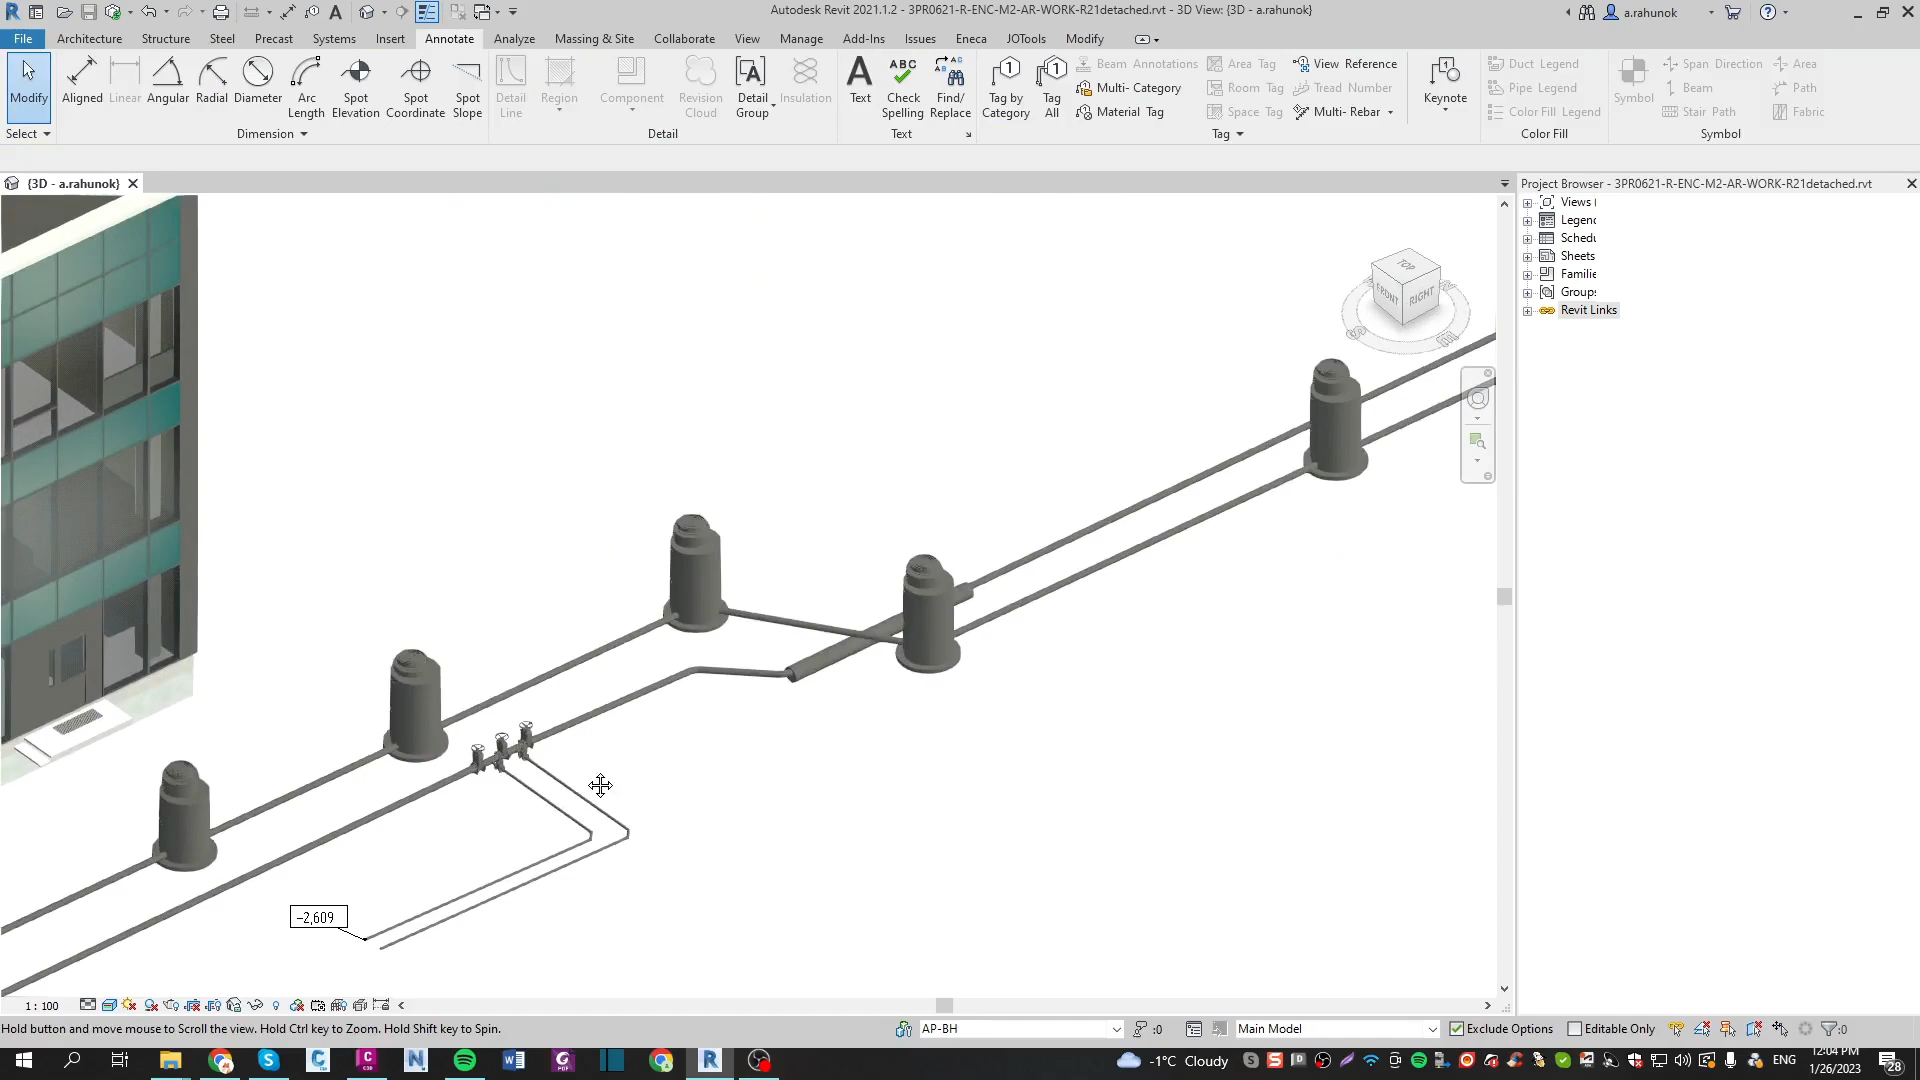 Autodesk Revit 2021.1.2 - 3PR0621-R-ENC-M2-AR-WORK-R21detached.rvt - 3D View: {3D - a.rahunok}
a.rahunok
File Architecture Structure Steel Precast Systems Insert Annotate Analyze Massing & Site Collaborate View Manage Add-Ins Issues Eneca JOTools Modify
Modify
Aligned
Linear
Angular
Radial
Diameter
Arc
Length
Spot
Elevation
Spot
Coordinate
Spot
Slope
Detail
Line
Region
Component
Revision
Cloud
Detail
Group
Insulation
Text
ABC
Check
Spelling
Find/
Replace
Tag by
Category
Tag
All
Beam Annotations
Multi- Category
Material Tag
Area Tag
Room Tag
Space Tag
View Reference
Tread Number
Multi- Rebar
Keynote
Duct Legend
Pipe Legend
Color Fill Legend
Symbol
Span Direction
Beam
Stair Path
Area
Path
Fabric
Select
Dimension
Detail
Text
Tag
Color Fill
Symbol
{3D - a.rahunok}
Project Browser - 3PR0621-R-ENC-M2-AR-WORK-R21detached.rvt
Views (
Legenc
Schedu
Sheets
Familie
Groups
Revit Links
TOP
FRONT
RIGHT
−2,609
1 : 100
Hold button and move mouse to Scroll the view. Hold Ctrl key to Zoom. Hold Shift key to Spin.
AP-BH
:0
Main Model
Exclude Options
Editable Only
:0
-1°C Cloudy
ENG
12:04 PM
1/26/2023
28